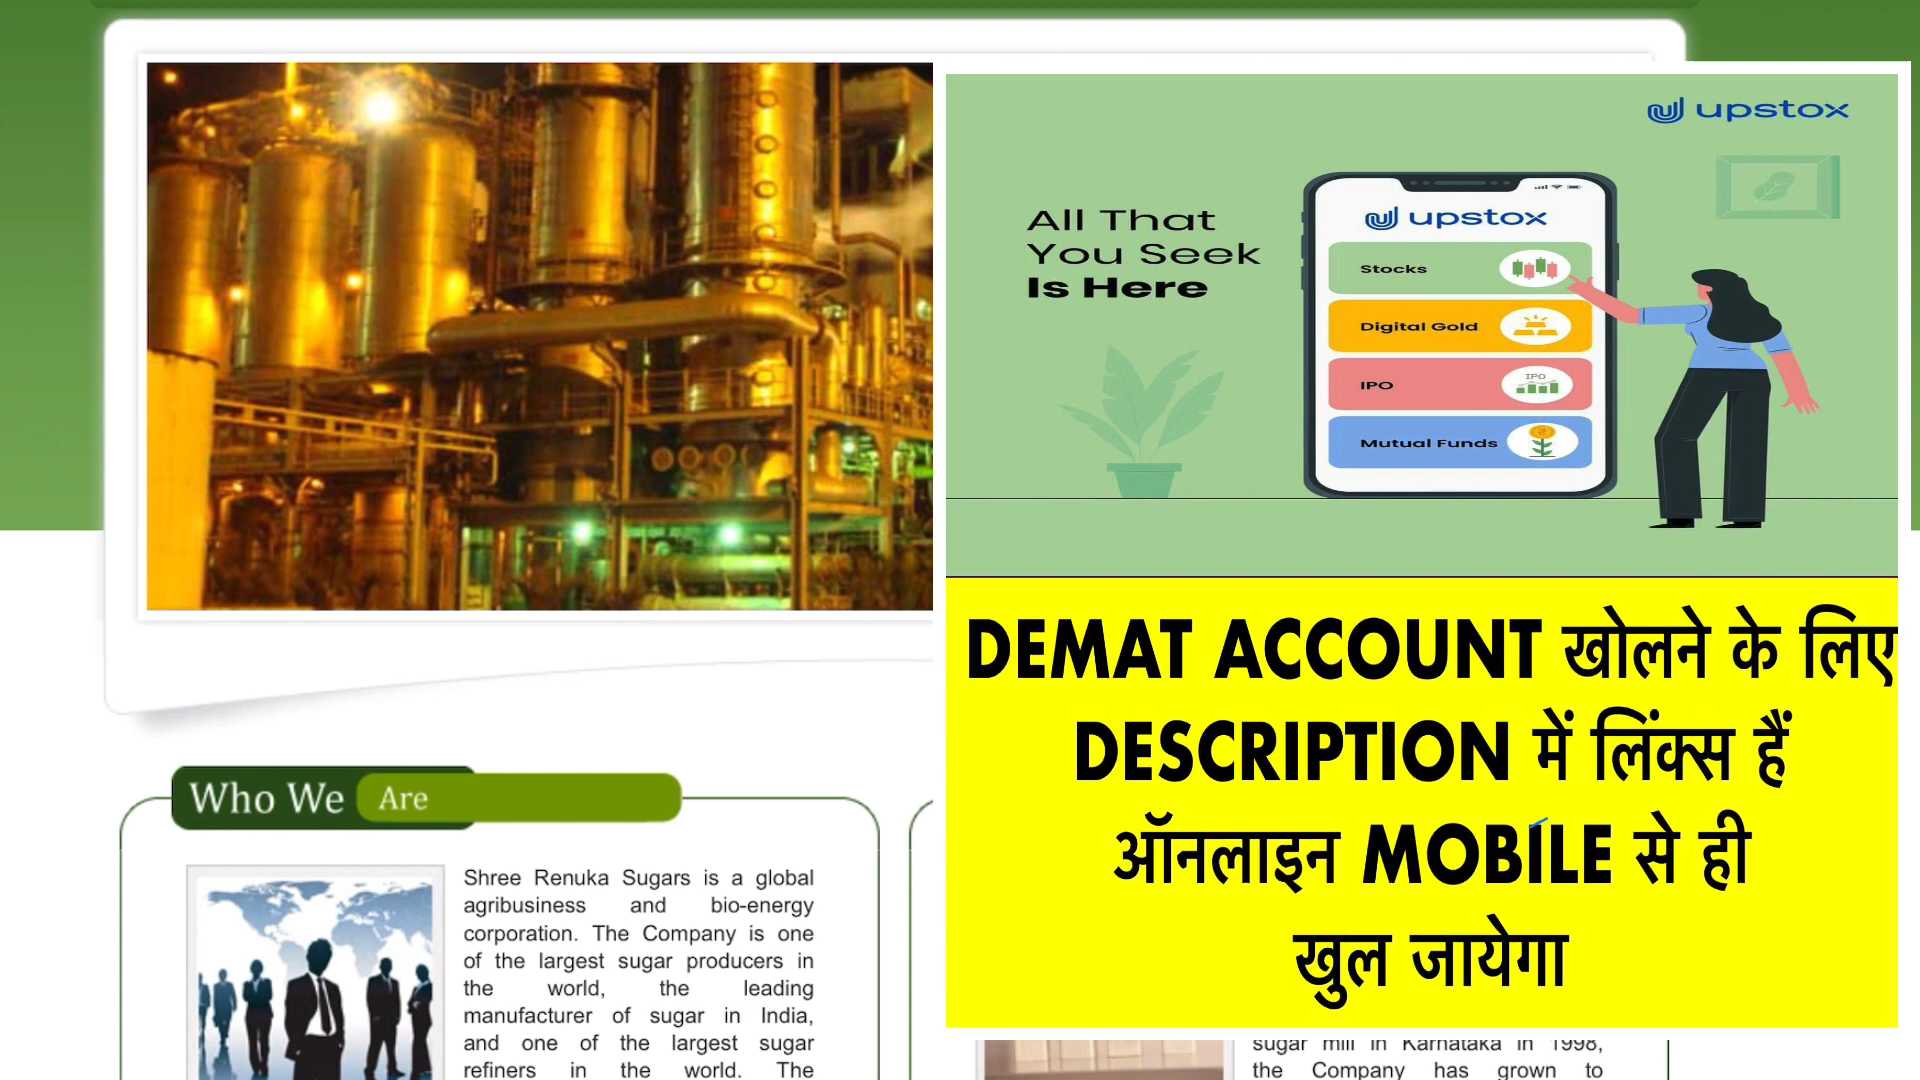 upstox
All That
You Seek
Is Here
upstox
Stocks
Digital Gold
IPO
IPO
Mutual Funds
DEMAT ACCOUNT खोलने के लिए
DESCRIPTION में लिंक्स हैं
ऑनलाइन MOBILE से ही
खुल जायेगा
Who We Are
Shree Renuka Sugars is a global
agribusiness and bio-energy
corporation. The Company is one
of the largest sugar producers in
the world, the leading
manufacturer of sugar in India,
and one of the largest sugar
refiners in the world. The
sugar mill in Karnataka in 1998,
the Company has grown to